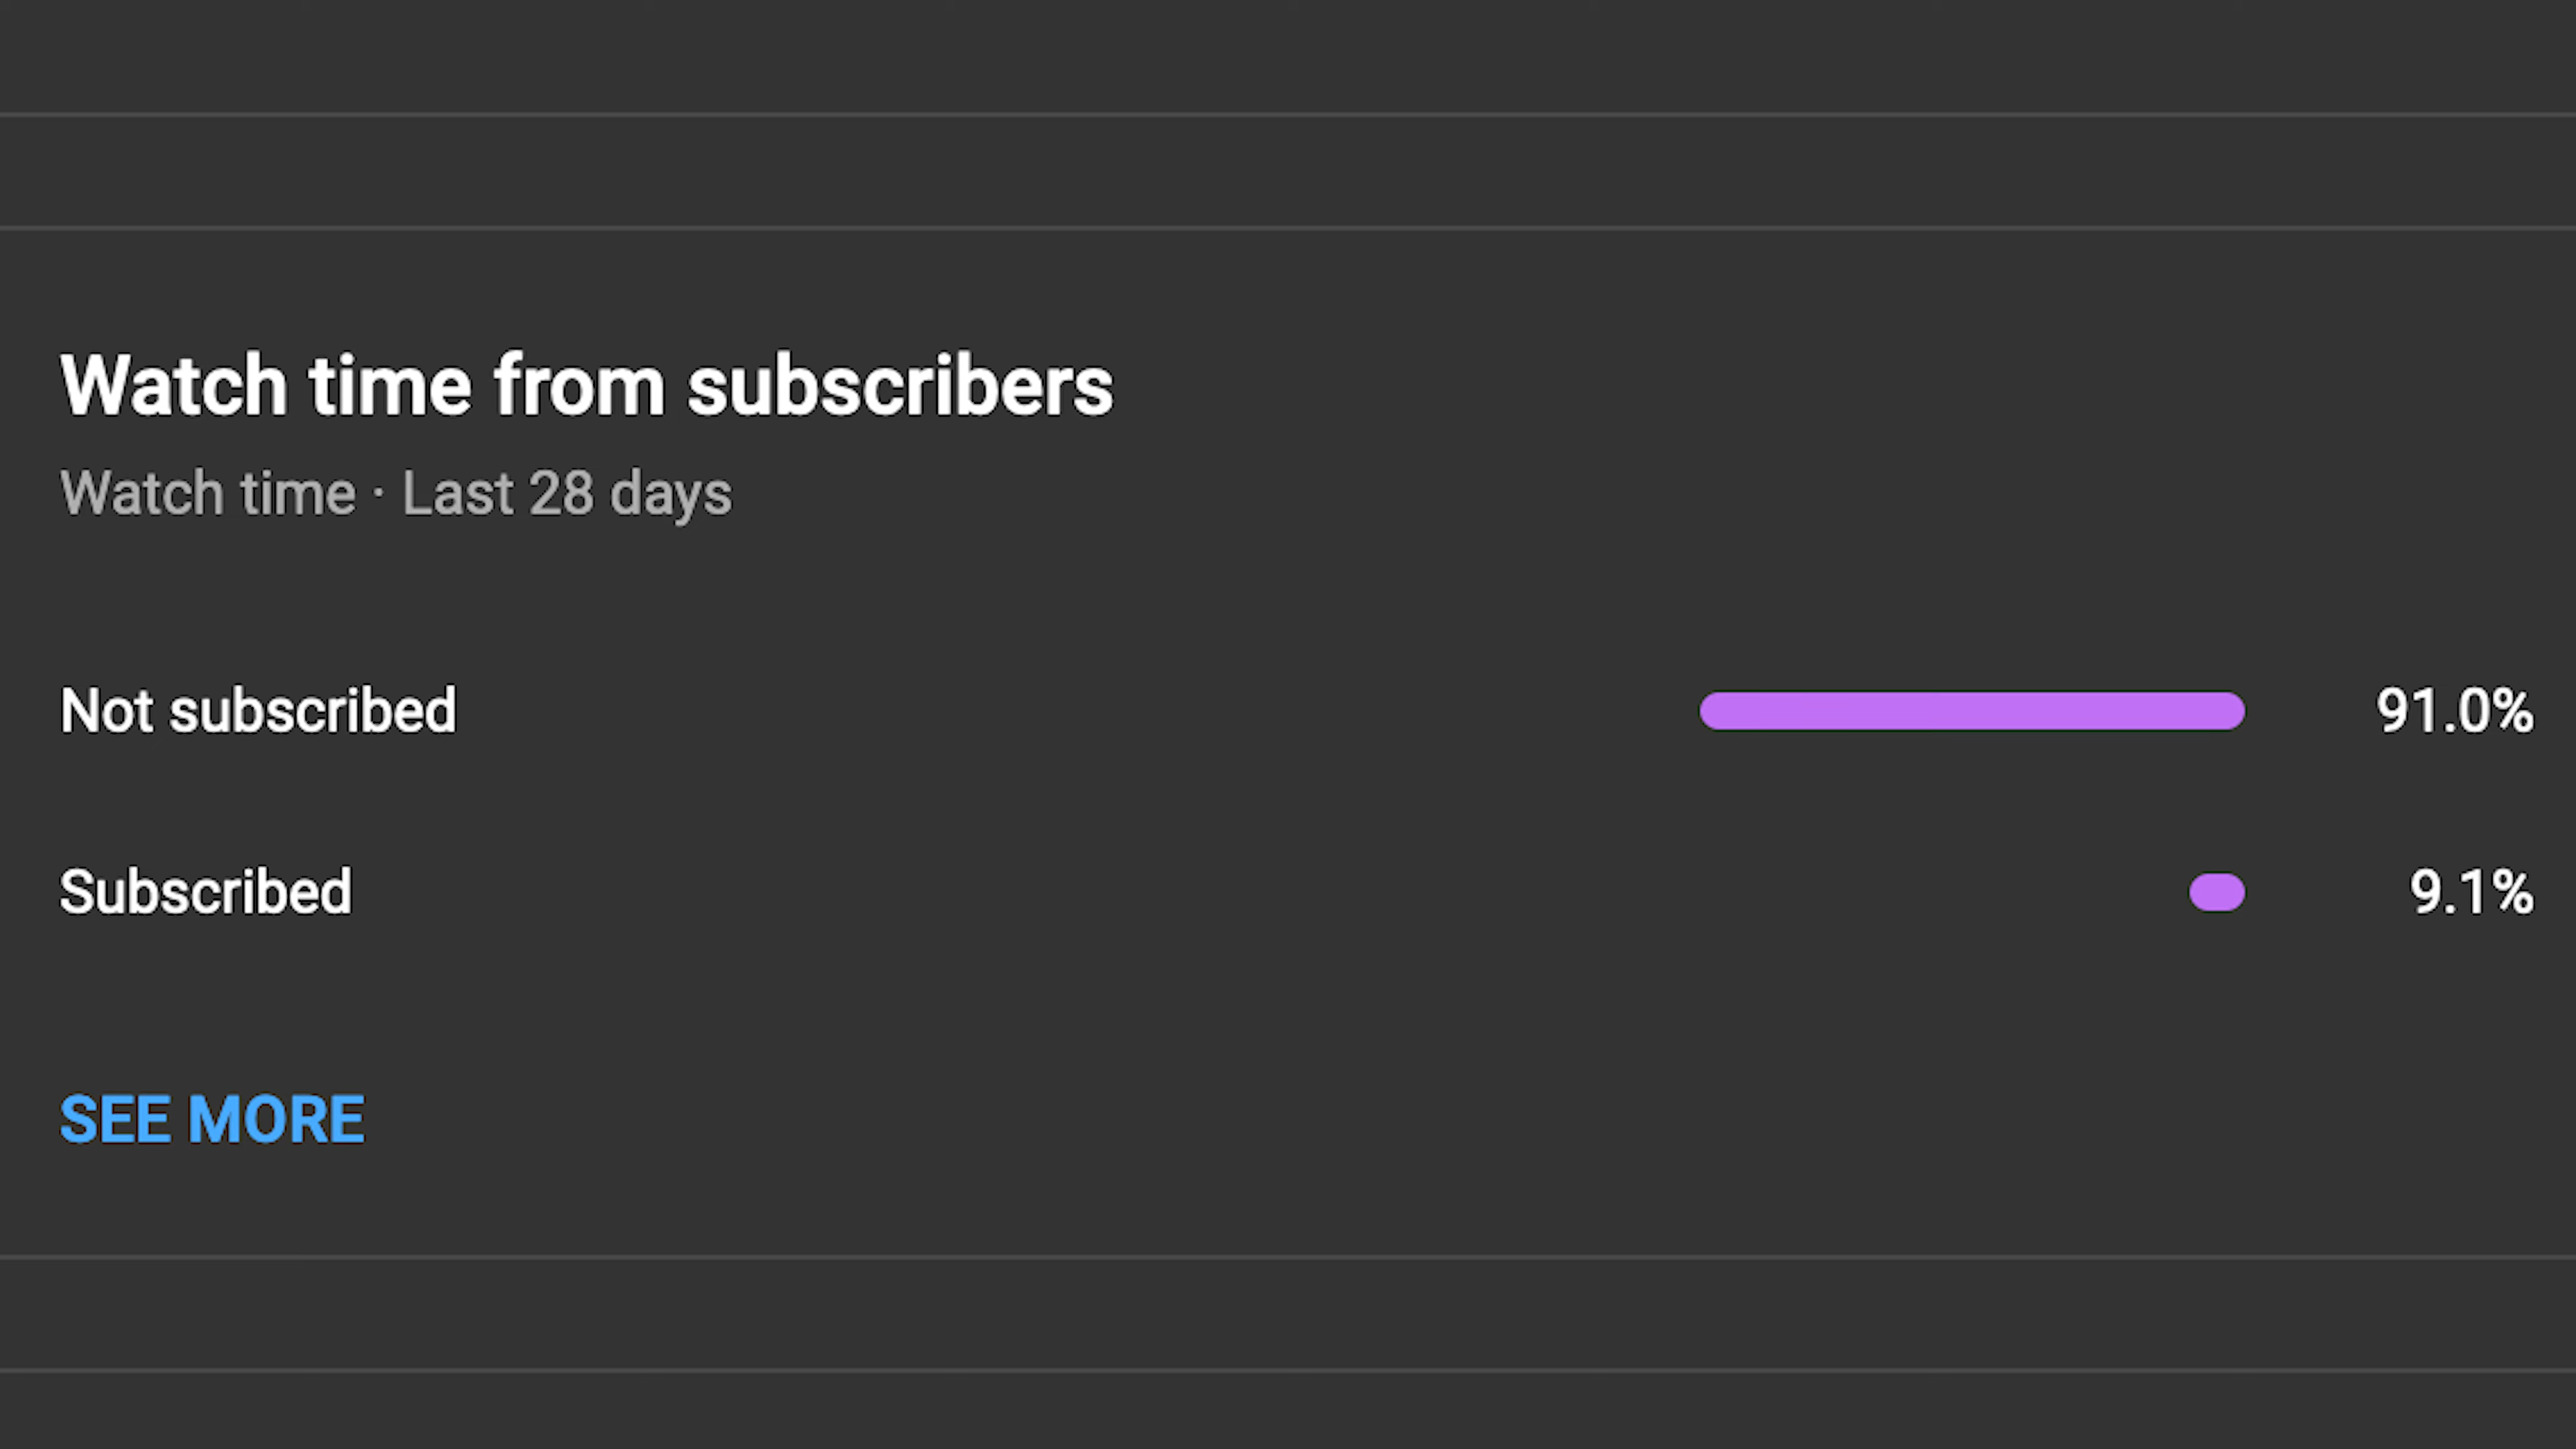 Watch time from subscribers
Watch time · Last 28 days
Not subscribed 91.0%
Subscribed 9.1%
SEE MORE